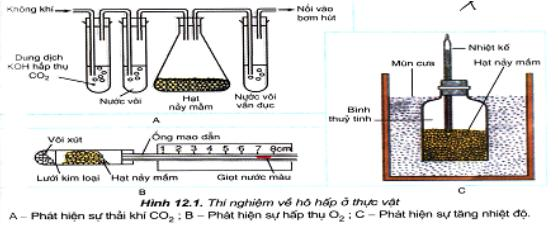 Không khí
Nối vào bơm hút
Dung dịch
KOH hấp thụ
CO2
Nước vôi
Hạt
nảy mầm
Nước vôi
vẩn đục
A
Vôi xút
Ống mao dẫn
1 2 3 4 5 6 7 8cm
Lưới kim loại
Hạt nảy mầm
Giọt nước màu
B
Nhiệt kế
Mùn cưa
Hạt nảy mầm
Bình
thuỷ tinh
C
Hình 12.1. Thí nghiệm về hô hấp ở thực vật
A – Phát hiện sự thải khí CO2 ; B – Phát hiện sự hấp thụ O2 ; C – Phát hiện sự tăng nhiệt độ.